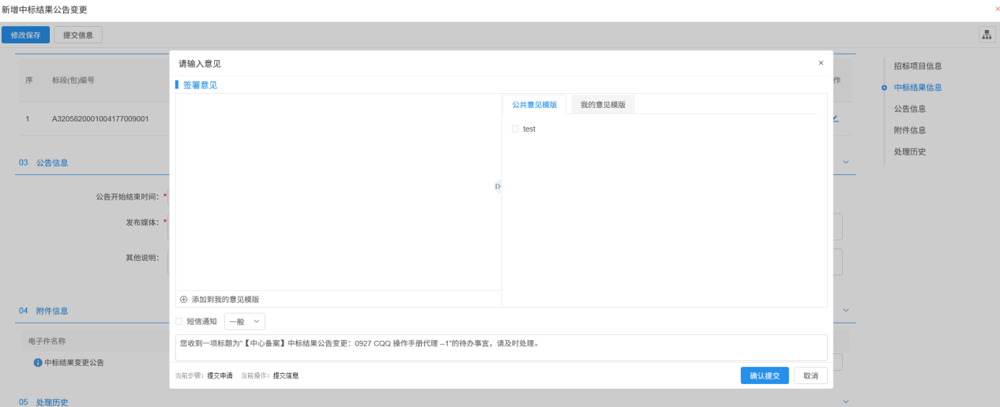 新增中标结果公告变更
修改保存 提交信息
请输入意见
签署意见
序 标段(包)编号
作
1 A3205820001004177009001
公共意见模版 我的意见模版
test
招标项目信息
中标结果信息
公告信息
附件信息
处理历史
03 公告信息
公告开始结束时间：*
发布媒体：*
其他说明：
添加到我的意见模版
04 附件信息
短信通知 一般
电子件名称
您收到一项标题为“【中心备案】中标结果公告变更：0927 CQQ 操作手册代理 --1”的待办事宜，请及时处理。
中标结果变更公告
当前步骤：提交申请 当前操作：提交信息
确认提交 取消
05 处理历史